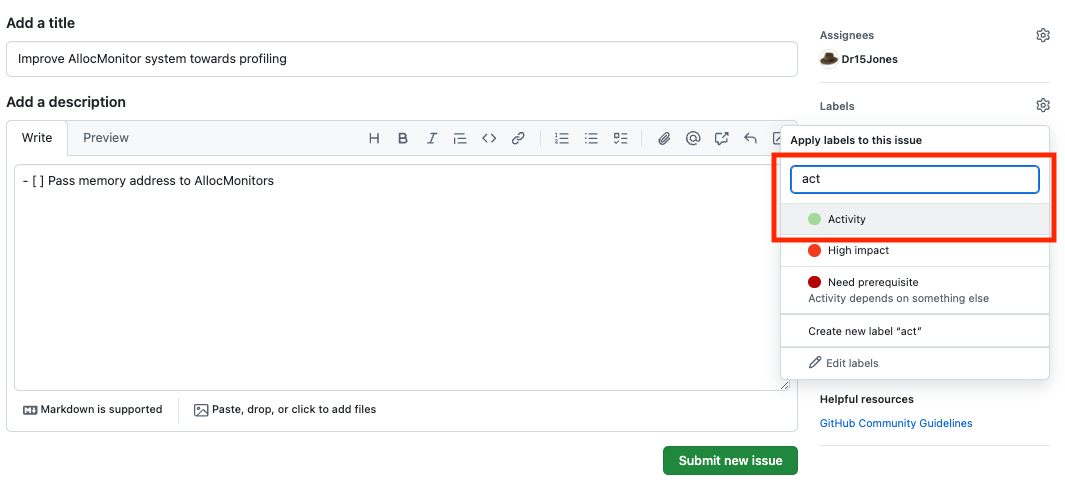 Add a title
Improve AllocMonitor system towards profiling
Add a description
Write Preview
- [ ] Pass memory address to AllocMonitors
Markdown is supported
Paste, drop, or click to add files
Submit new issue
Assignees
Dr15Jones
Labels
Apply labels to this issue
act
Activity
High impact
Need prerequisite
Activity depends on something else
Create new label “act”
Edit labels
Helpful resources
GitHub Community Guidelines